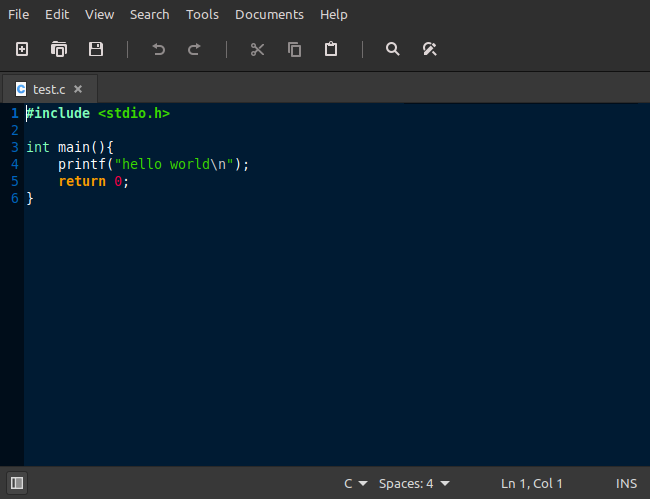 File Edit View Search Tools Documents Help
test.c
1 #include <stdio.h>
2
3 int main(){
4     printf("hello world\n");
5     return 0;
6 }
C Spaces: 4 Ln 1, Col 1 INS